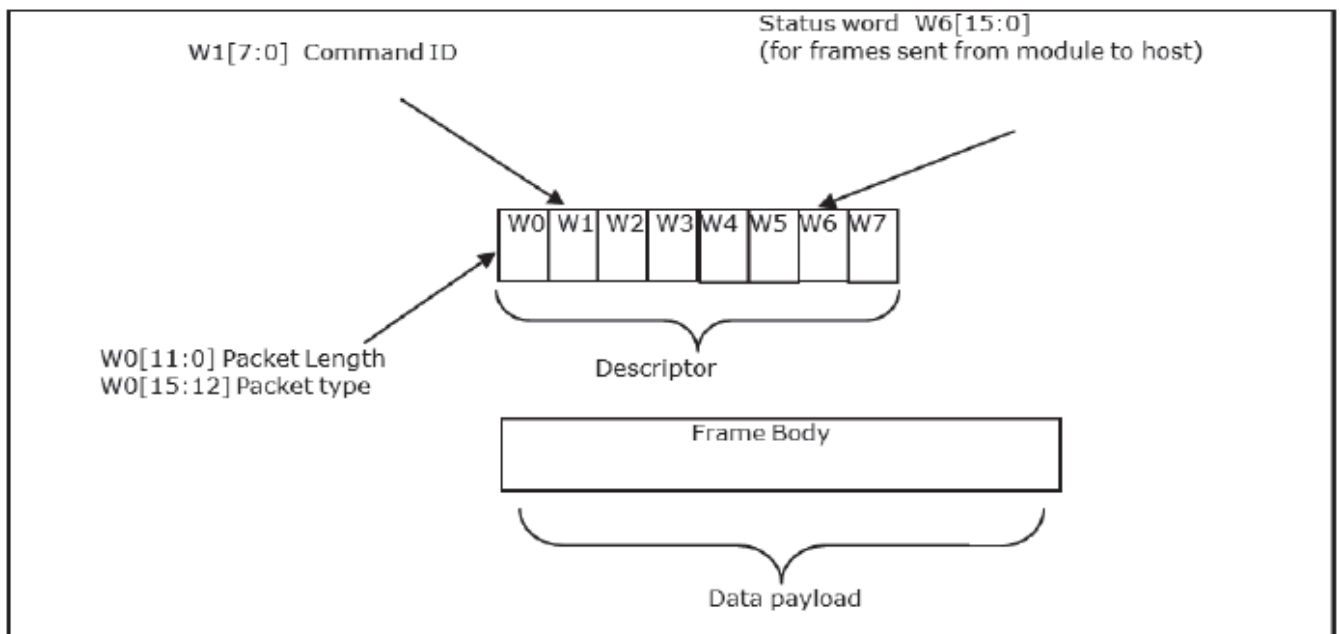 Status word W6[15:0]
W1[7:0] Command ID
(for frames sent from module to host)
W0 W1 W2 W3 W4 W5 W6 W7
W0[11:0] Packet Length
W0[15:12] Packet type
Descriptor
Frame Body
Data payload